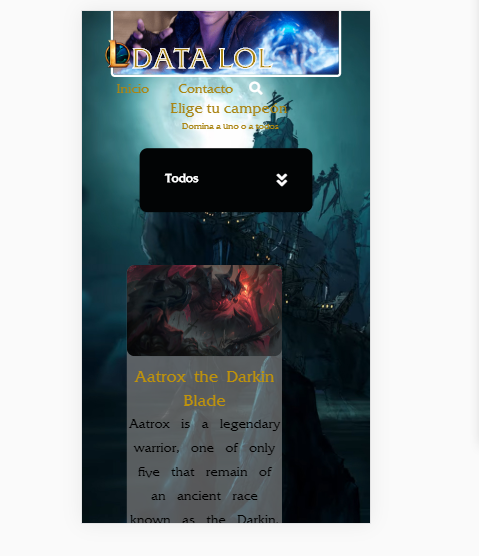 DATA LOL
Inicio Contacto
Elige tu campeón
Domina a uno o a todos
Todos
Aatrox the Darkin
Blade
Aatrox is a legendary
warrior, one of only
five that remain of
an ancient race
known as the Darkin.